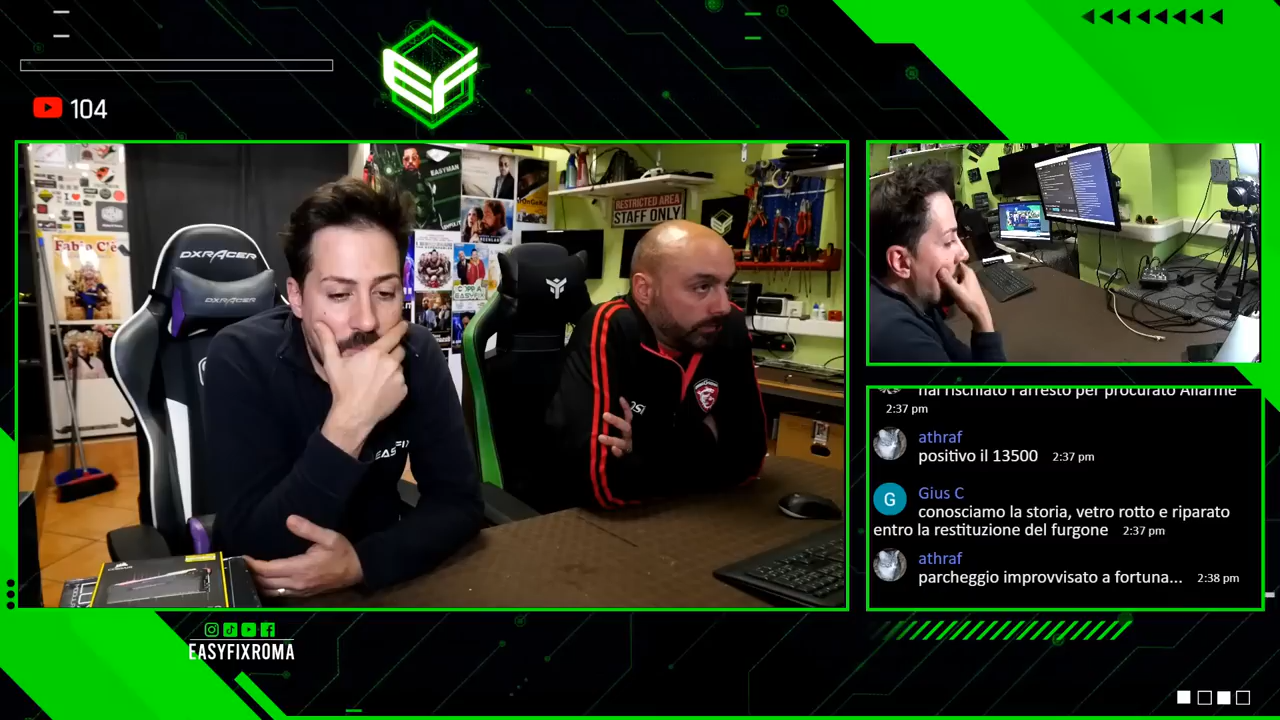 104
EF
EASYMAN
DXRACER
DXRACER
Fabio C'è
RESTRICTED AREA
STAFF ONLY
EASYFIX
hai rischiato l'arresto per procurato Allarme
2:37 pm
athraf
positivo il 13500 2:37 pm
G
Gius C
conosciamo la storia, vetro rotto e riparato
entro la restituzione del furgone 2:37 pm
athraf
parcheggio improvvisato a fortuna... 2:38 pm
EASYFIXROMA